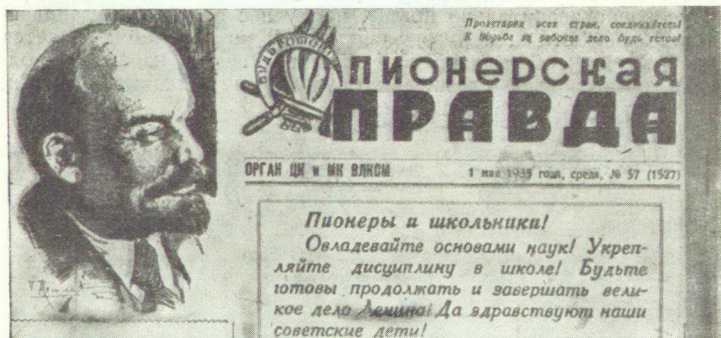 Пролетарии всех стран, соединяйтесь!
К борьбе за рабочее дело будь готов!
БУДЬ ГОТОВ!
пионерская
ПРАВДА
ОРГАН ЦК и МК ВЛКСМ
1 мая 1935 года, среда, № 57 (1527)
Пионеры и школьники!
Овладевайте основами наук! Укреп-
ляйте дисциплину в школе! Будьте
готовы продолжать и завершать вели-
кое дело Ленина! Да здравствуют наши
советские дети!